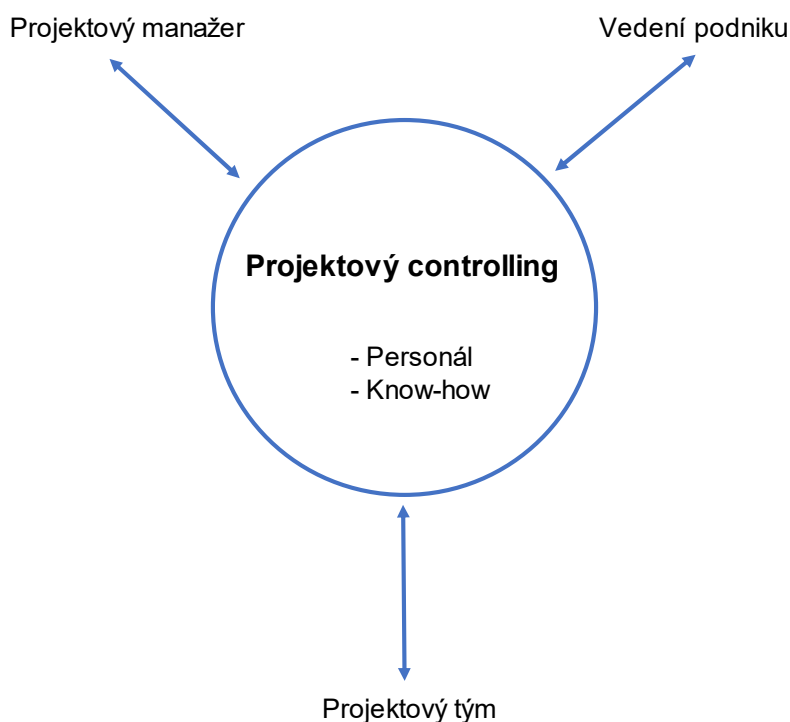 Projektový manažer
Vedení podniku
Projektový controlling
- Personál
- Know-how
Projektový tým